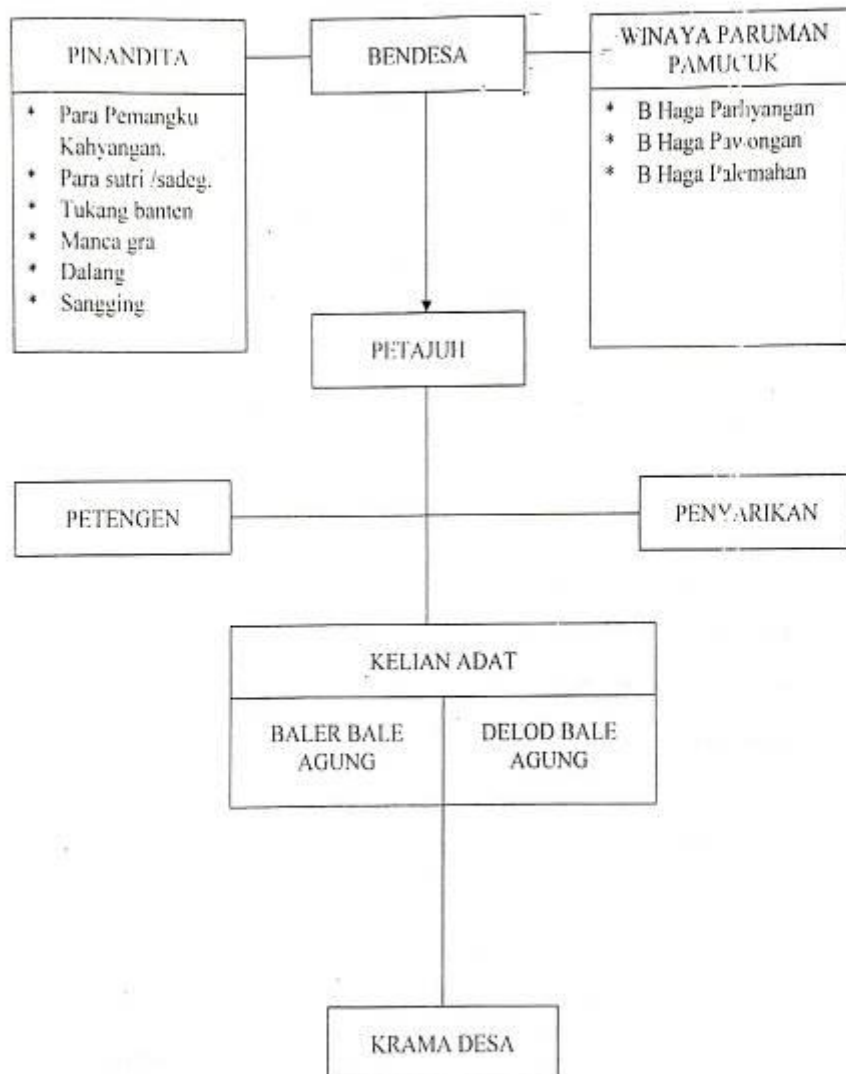 PINANDITA
* Para Pemangku
Kahyangan.
* Para sutri /sadeg.
* Tukang banten
* Manca gra
* Dalang
* Sangging
BENDESA
WINAYA PARUMAN
PAMUCUK
* B Haga Parhyangan
* B Haga Pawongan
* B Haga Palemahan
PETAJUH
PETENGEN
PENYARIKAN
KELIAN ADAT
BALER BALE
AGUNG
DELOD BALE
AGUNG
KRAMA DESA